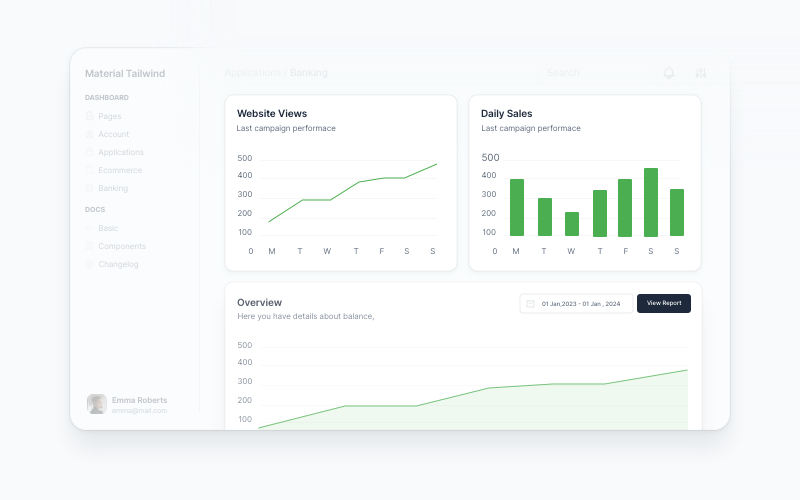 Material Tailwind
DASHBOARD
Pages
Account
Applications
Ecommerce
Banking
DOCS
Basic
Components
Changelog
Emma Roberts
emma@mail.com
Applications / Banking
Search
Website Views
Last campaign performace
500
400
300
200
100
0 M T W T F S S
Daily Sales
Last campaign performace
500
400
300
200
100
0 M T W T F S S
Overview
Here you have details about balance,
01 Jan,2023 - 01 Jan , 2024
View Report
500
400
300
200
100